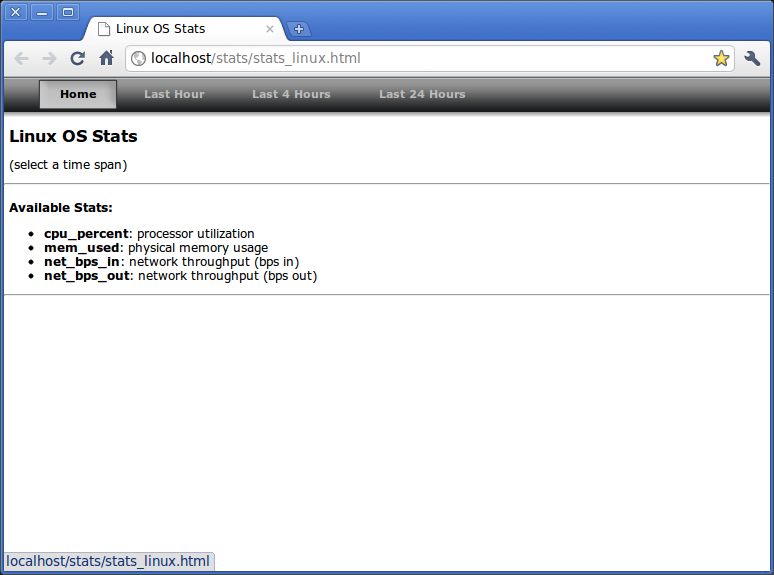 Linux OS Stats
localhost/stats/stats_linux.html
Home Last Hour Last 4 Hours Last 24 Hours
Linux OS Stats
(select a time span)
Available Stats:
cpu_percent: processor utilization
mem_used: physical memory usage
net_bps_in: network throughput (bps in)
net_bps_out: network throughput (bps out)
localhost/stats/stats_linux.html